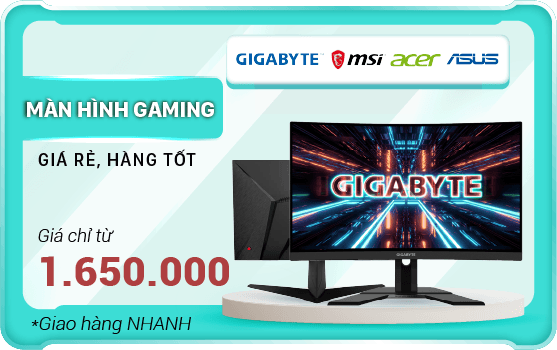 GIGABYTE msi acer ASUS
MÀN HÌNH GAMING
GIÁ RẺ, HÀNG TỐT
GIGABYTE
GIGABYTE
Giá chỉ từ
1.650.000
*Giao hàng NHANH